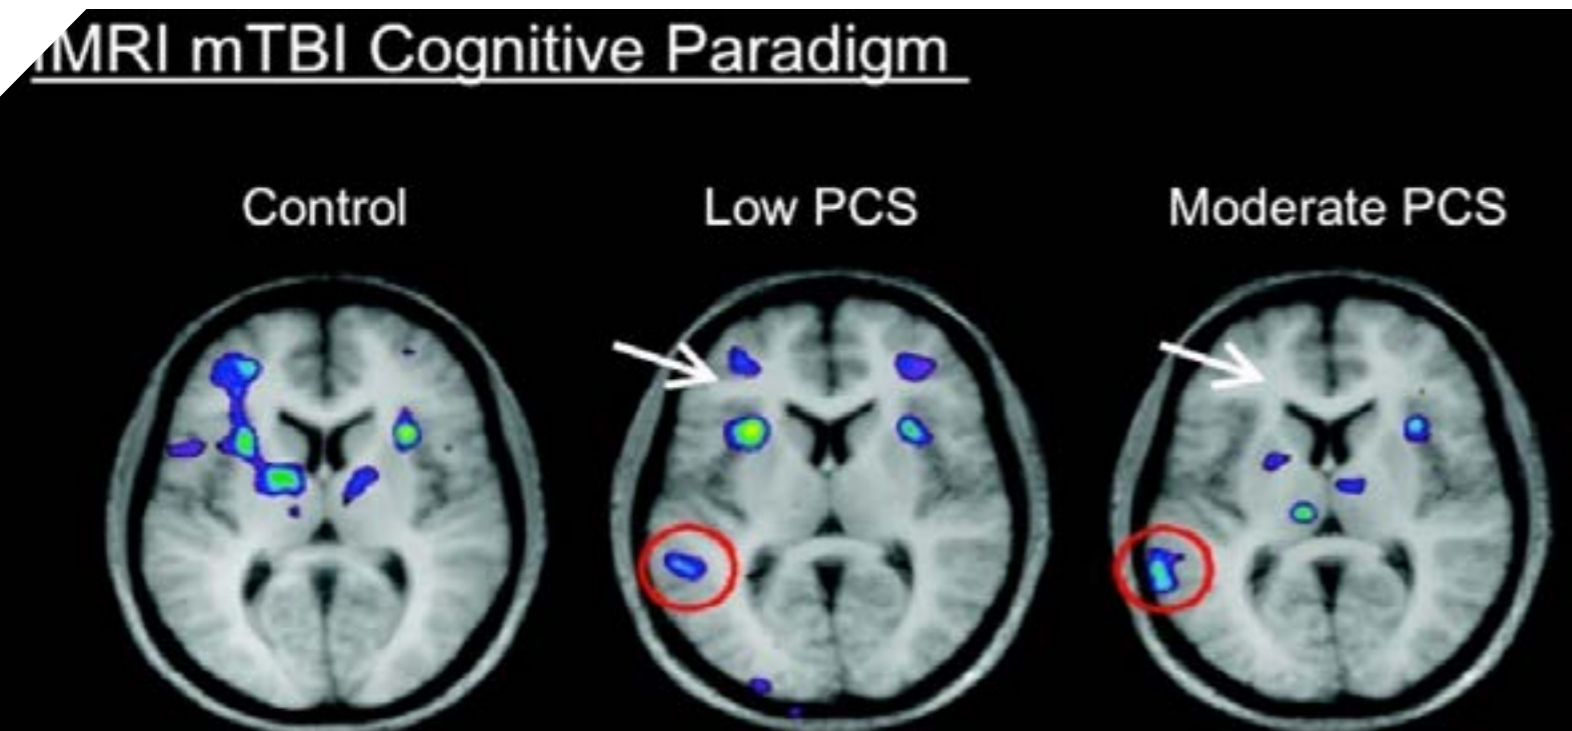 MRI mTBI Cognitive Paradigm
Control
Low PCS
Moderate PCS